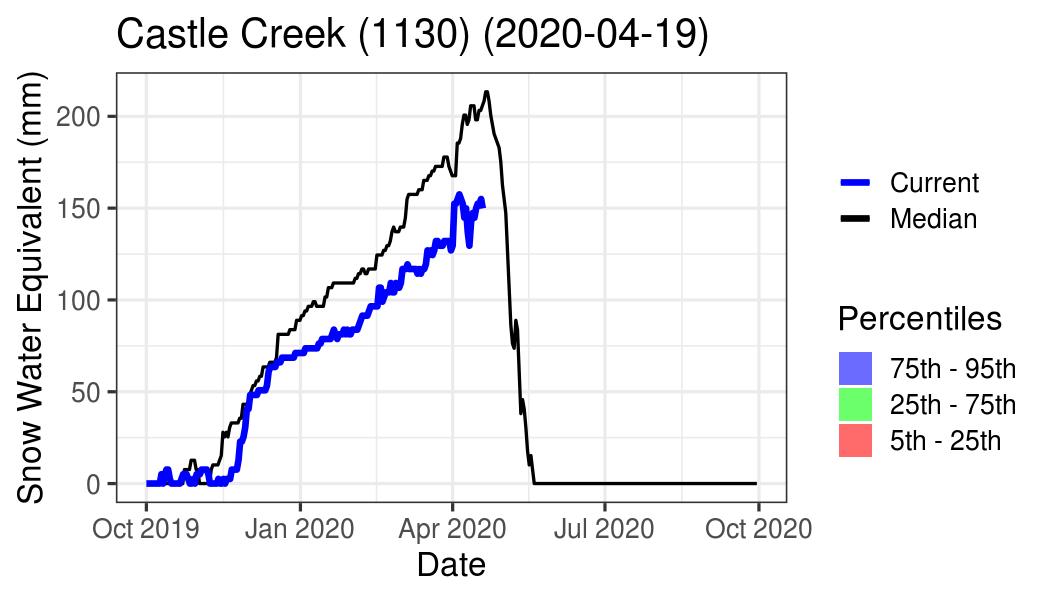 Castle Creek (1130) (2020-04-19)
Snow Water Equivalent (mm)
200
150
100
50
0
Oct 2019 Jan 2020 Apr 2020 Jul 2020 Oct 2020
Date
Current
Median
Percentiles
75th - 95th
25th - 75th
5th - 25th